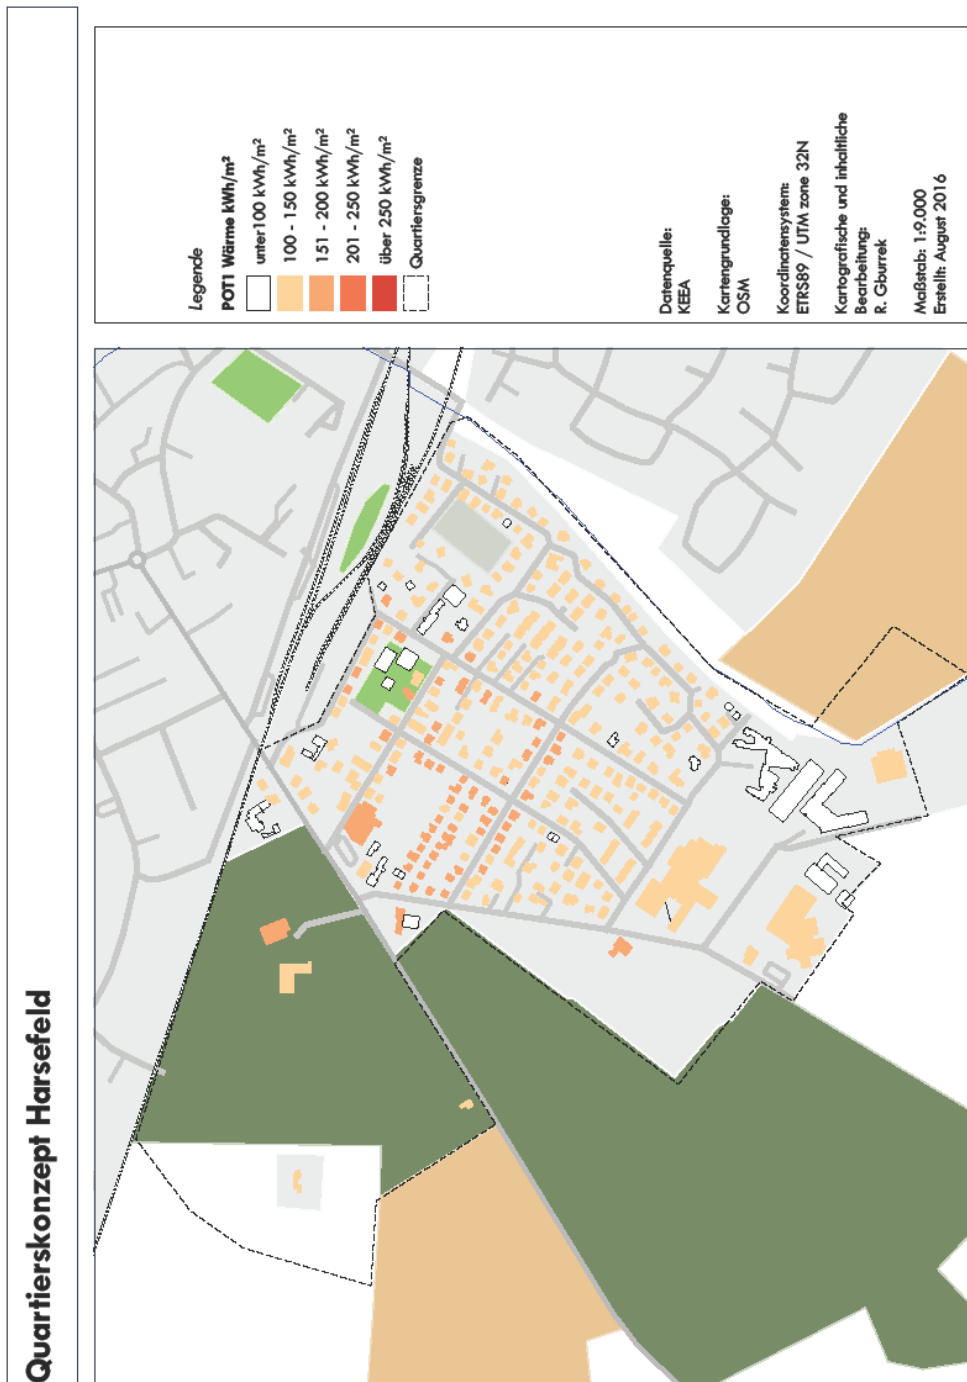 Quartierskonzept Harsefeld
Legende
POT1 Wärme kWh/m²
unter100 kWh/m²
100 - 150 kWh/m²
151 - 200 kWh/m²
201 - 250 kWh/m²
über 250 kWh/m²
Quartiersgrenze
Datenquelle:
KEEA
Kartengrundlage:
OSM
Koordinatensystem:
ETRS89 / UTM zone 32N
Kartografische und inhaltliche
Bearbeitung:
R. Gburrek
Maßstab: 1:9.000
Erstellt: August 2016